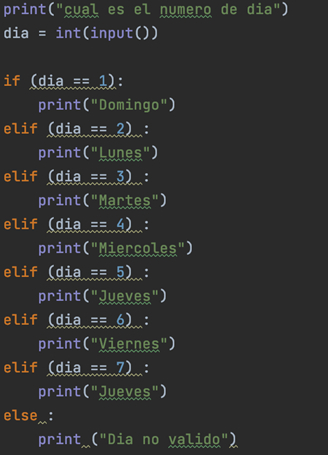 print("cual es el numero de dia")
dia = int(input())

if (dia == 1):
    print("Domingo")
elif (dia == 2) :
    print("Lunes")
elif (dia == 3) :
    print("Martes")
elif (dia == 4) :
    print("Miercoles")
elif (dia == 5) :
    print("Jueves")
elif (dia == 6) :
    print("Viernes")
elif (dia == 7) :
    print("Jueves")
else :
    print ("Dia no valido")